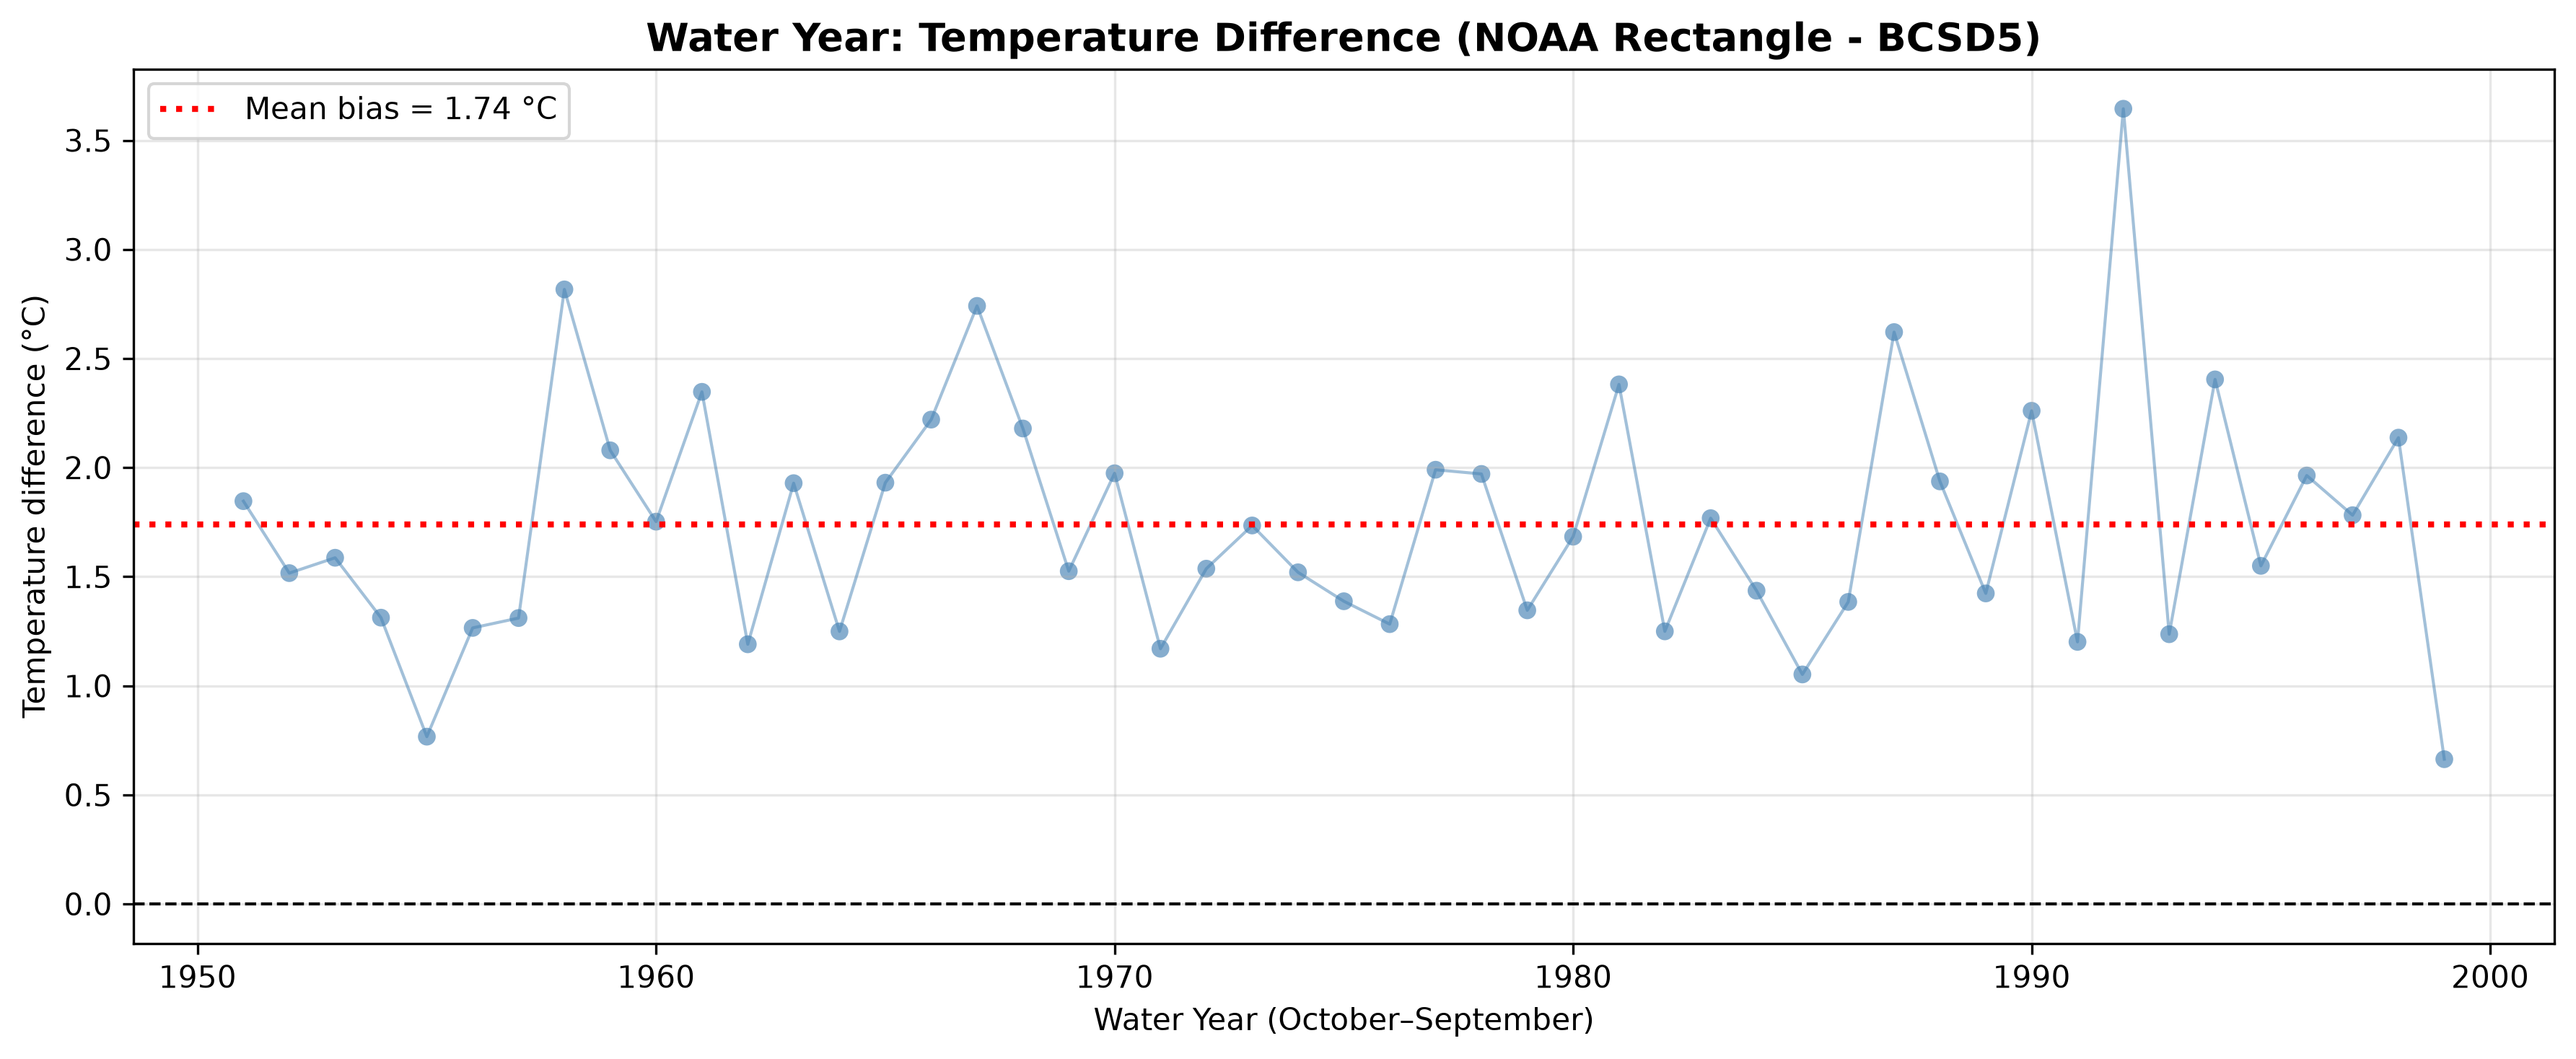 Water Year: Temperature Difference (NOAA Rectangle - BCSD5)
Mean bias = 1.74 °C
Temperature difference (°C)
3.5
3.0
2.5
2.0
1.5
1.0
0.5
0.0
1950 1960 1970 1980 1990 2000
Water Year (October–September)